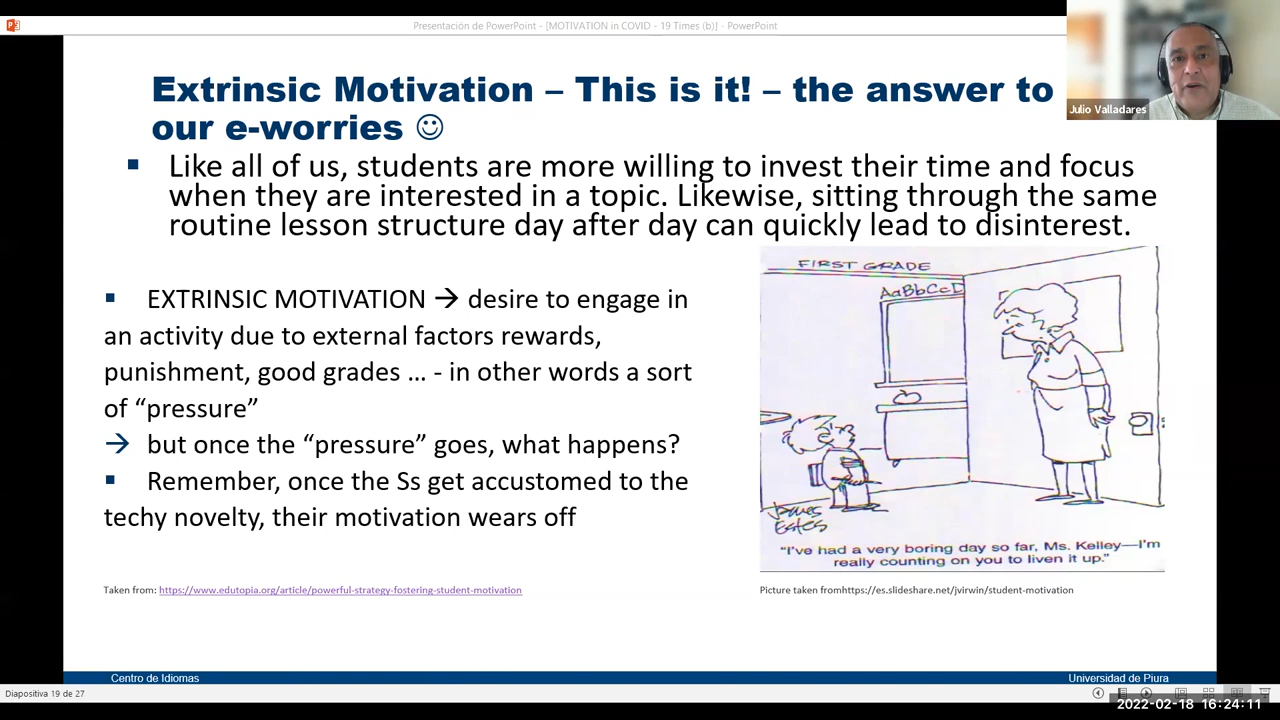 Presentación de PowerPoint - [MOTIVATION in COVID - 19 Times (b)] - PowerPoint
Julio Valladares
Extrinsic Motivation – This is it! – the answer to
our e-worries ☺
▪ Like all of us, students are more willing to invest their time and focus
when they are interested in a topic. Likewise, sitting through the same
routine lesson structure day after day can quickly lead to disinterest.
▪ EXTRINSIC MOTIVATION → desire to engage in
an activity due to external factors rewards,
punishment, good grades … - in other words a sort
of “pressure”
→ but once the “pressure” goes, what happens?
▪ Remember, once the Ss get accustomed to the
techy novelty, their motivation wears off
FIRST GRADE
AaBbCcD
James
Estes
"I've had a very boring day so far, Ms. Kelley—I'm
really counting on you to liven it up."
Taken from: https://www.edutopia.org/article/powerful-strategy-fostering-student-motivation
Picture taken fromhttps://es.slideshare.net/jvirwin/student-motivation
Centro de Idiomas
Universidad de Piura
Diapositiva 19 de 27
2022-02-18 16:24:11